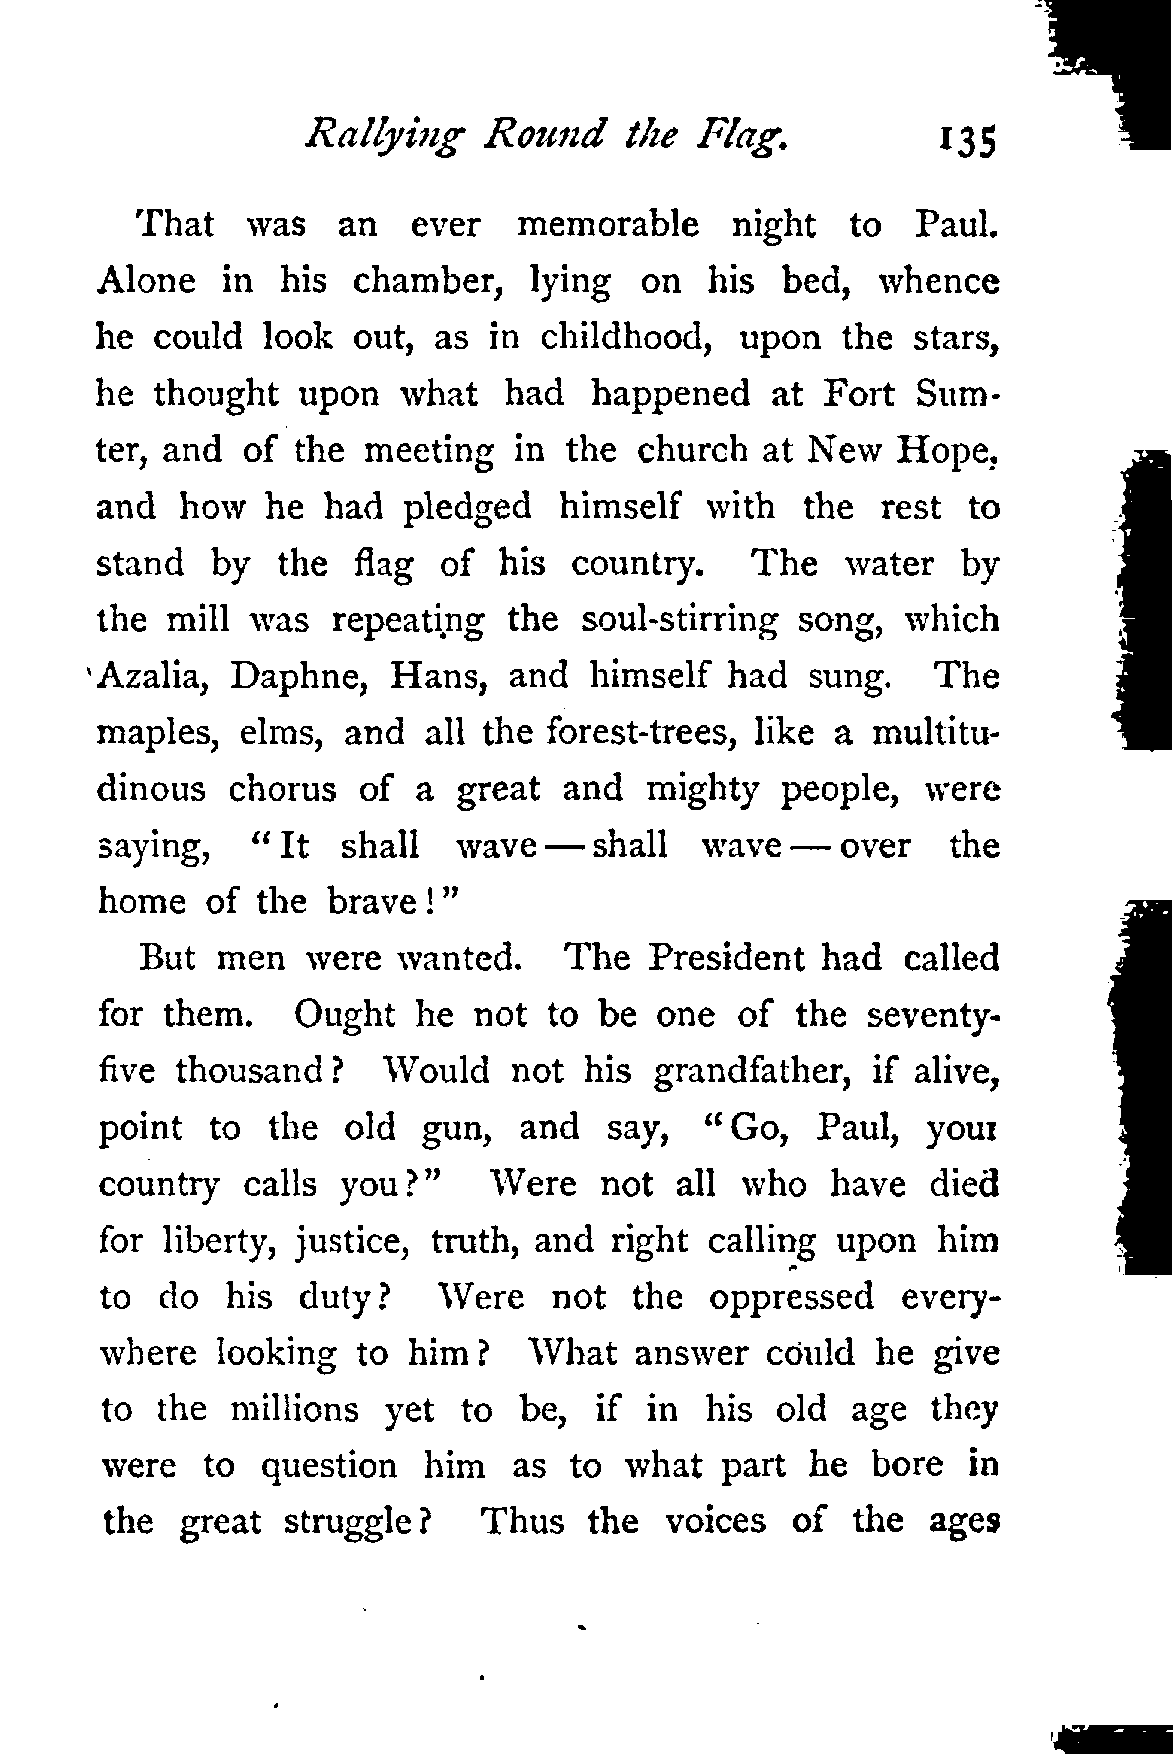 Rallying Round the Flag. 135
That was an ever memorable night to Paul.
Alone in his chamber, lying on his bed, whence
he could look out, as in childhood, upon the stars,
he thought upon what had happened at Fort Sum-
ter, and of the meeting in the church at New Hope,
and how he had pledged himself with the rest to
stand by the flag of his country. The water by
the mill was repeating the soul-stirring song, which
Azalia, Daphne, Hans, and himself had sung. The
maples, elms, and all the forest-trees, like a multitu-
dinous chorus of a great and mighty people, were
saying, "It shall wave — shall wave — over the
home of the brave!"
But men were wanted. The President had called
for them. Ought he not to be one of the seventy-
five thousand? Would not his grandfather, if alive,
point to the old gun, and say, "Go, Paul, your
country calls you?" Were not all who have died
for liberty, justice, truth, and right calling upon him
to do his duty? Were not the oppressed every-
where looking to him? What answer could he give
to the millions yet to be, if in his old age they
were to question him as to what part he bore in
the great struggle? Thus the voices of the ages